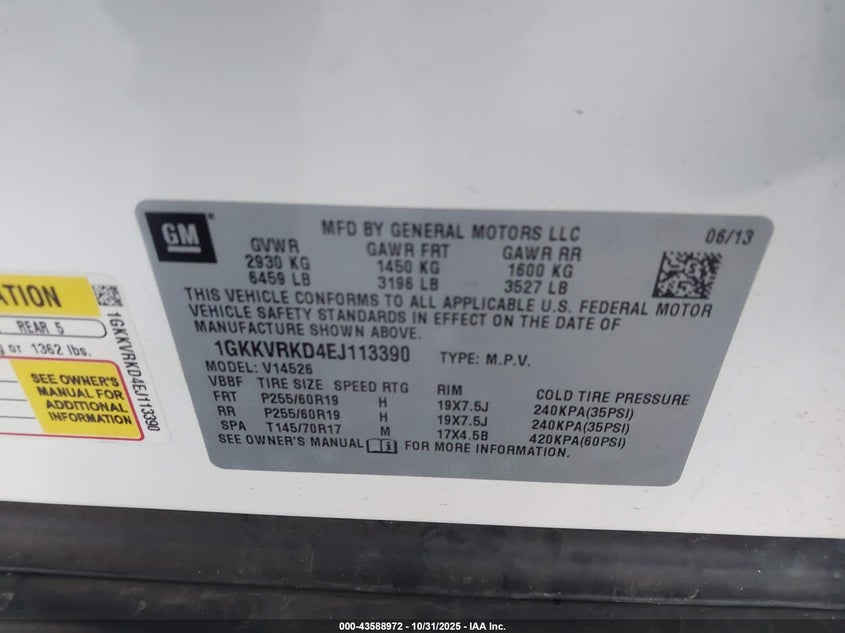 GM
MFD BY GENERAL MOTORS LLC 06/13
GVWR GAWR FRT GAWR RR
2930 KG 1450 KG 1600 KG
6459 LB 3196 LB 3527 LB
THIS VEHICLE CONFORMS TO ALL APPLICABLE U.S. FEDERAL MOTOR
VEHICLE SAFETY STANDARDS IN EFFECT ON THE DATE OF
MANUFACTURE SHOWN ABOVE.
1GKKVRKD4EJ113390 TYPE: M.P.V.
MODEL: V14526
VBBF TIRE SIZE SPEED RTG RIM COLD TIRE PRESSURE
FRT P255/60R19 H 19X7.5J 240KPA(35PSI)
RR P255/60R19 H 19X7.5J 240KPA(35PSI)
SPA T145/70R17 M 17X4.5B 420KPA(60PSI)
SEE OWNER'S MANUAL FOR MORE INFORMATION.
ATION
REAR 5
or 1362 lbs.
SEE OWNER'S
MANUAL FOR
ADDITIONAL
INFORMATION
1GKKVRKD4EJ113390
000-43588972 - 10/31/2025 - IAA Inc.